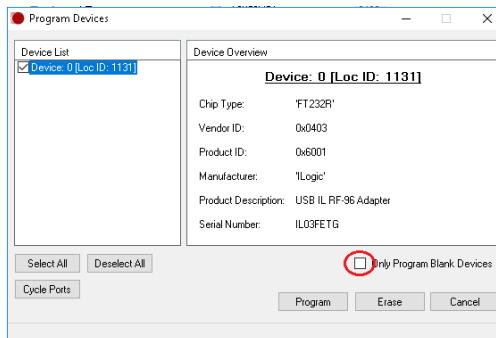 Program Devices
Device List
Device: 0 [Loc ID: 1131]
Device Overview
Device: 0 [Loc ID: 1131]
Chip Type: 'FT232R'
Vendor ID: 0x0403
Product ID: 0x6001
Manufacturer: 'ILogic'
Product Description: USB IL RF-96 Adapter
Serial Number: IL03FETG
Select All Deselect All
Only Program Blank Devices
Cycle Ports
Program Erase Cancel